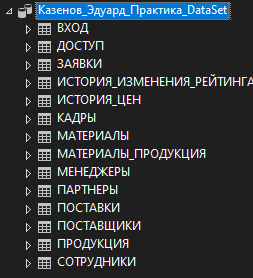 Казенов_Эдуард_Практика_DataSet
ВХОД
ДОСТУП
ЗАЯВКИ
ИСТОРИЯ_ИЗМЕНЕНИЯ_РЕЙТИНГА
ИСТОРИЯ_ЦЕН
КАДРЫ
МАТЕРИАЛЫ
МАТЕРИАЛЫ_ПРОДУКЦИЯ
МЕНЕДЖЕРЫ
ПАРТНЕРЫ
ПОСТАВКИ
ПОСТАВЩИКИ
ПРОДУКЦИЯ
СОТРУДНИКИ